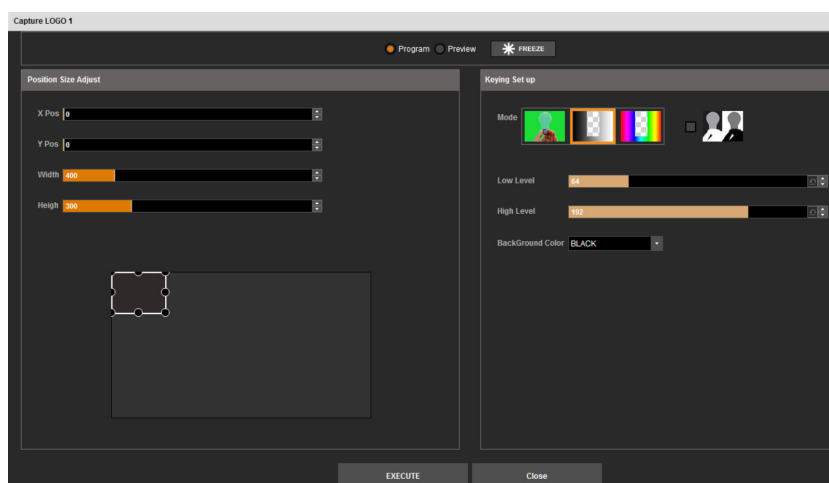 Capture LOGO 1
Program Preview FREEZE
Position Size Adjust
X Pos 0
Y Pos 0
Width 400
Heigh 300
Keying Set up
Mode
Low Level 64
High Level 192
BackGround Color BLACK
EXECUTE Close